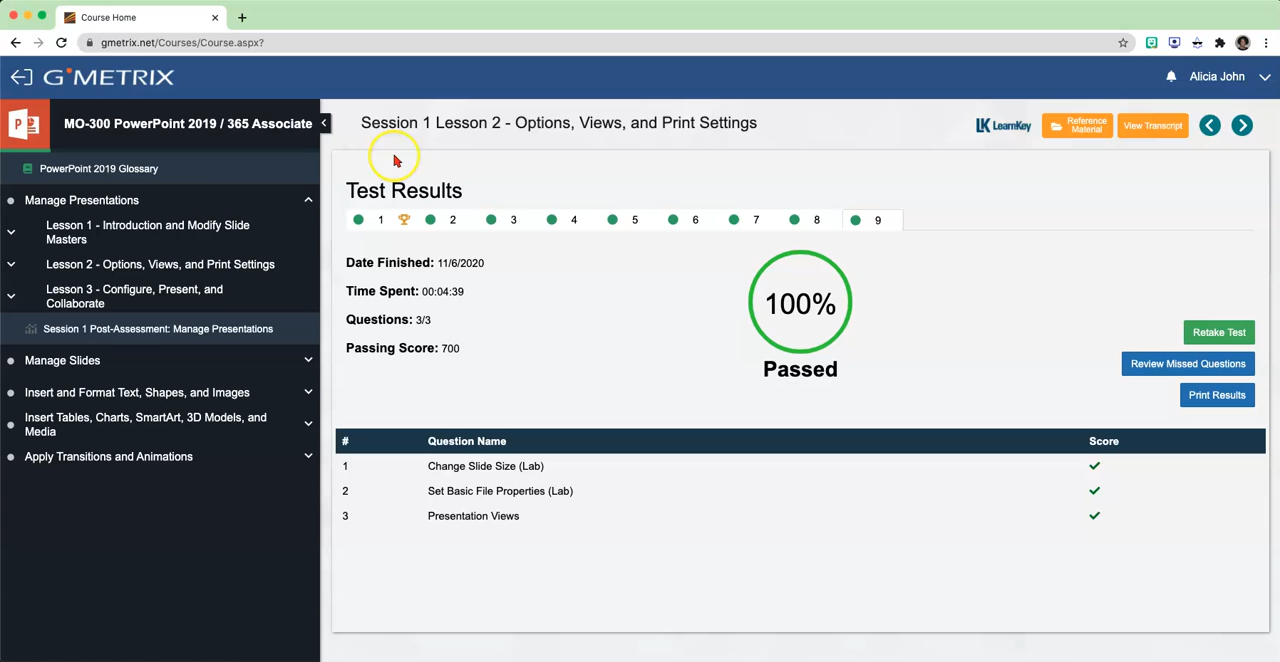 Course Home
gmetrix.net/Courses/Course.aspx?
GMETRIX
Alicia John
MO-300 PowerPoint 2019 / 365 Associate
PowerPoint 2019 Glossary
Manage Presentations
Lesson 1 - Introduction and Modify Slide
Masters
Lesson 2 - Options, Views, and Print Settings
Lesson 3 - Configure, Present, and
Collaborate
Session 1 Post-Assessment: Manage Presentations
Manage Slides
Insert and Format Text, Shapes, and Images
Insert Tables, Charts, SmartArt, 3D Models, and
Media
Apply Transitions and Animations
Session 1 Lesson 2 - Options, Views, and Print Settings
LK LearnKey
Reference
Material
View Transcript
Test Results
1 2 3 4 5 6 7 8 9
Date Finished: 11/6/2020
Time Spent: 00:04:39
Questions: 3/3
Passing Score: 700
100%
Passed
Retake Test
Review Missed Questions
Print Results
# Question Name Score
1 Change Slide Size (Lab)
2 Set Basic File Properties (Lab)
3 Presentation Views